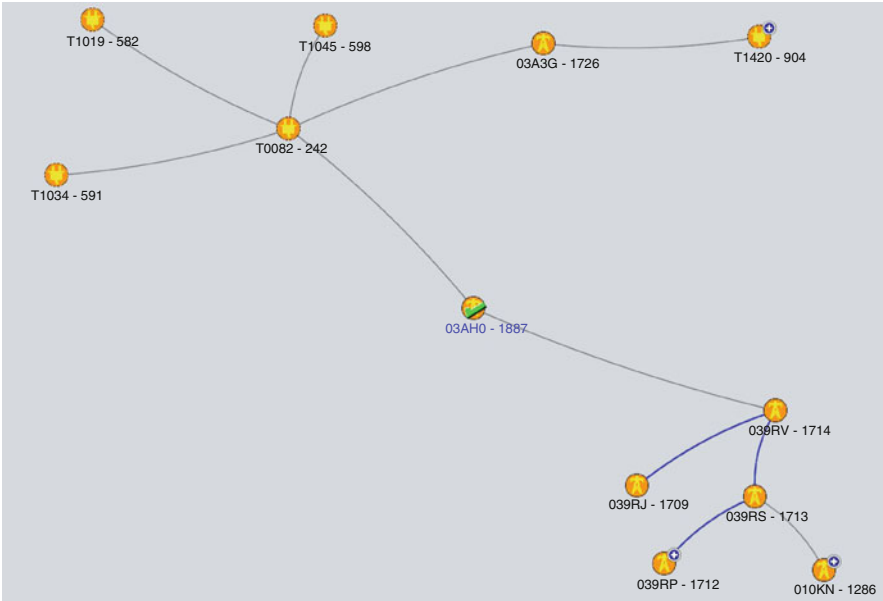 T1019 - 582
T1045 - 598
03A3G - 1726
T1420 - 904
T0082 - 242
T1034 - 591
03AH0 - 1887
039RV - 1714
039RJ - 1709
039RS - 1713
039RP - 1712
010KN - 1286